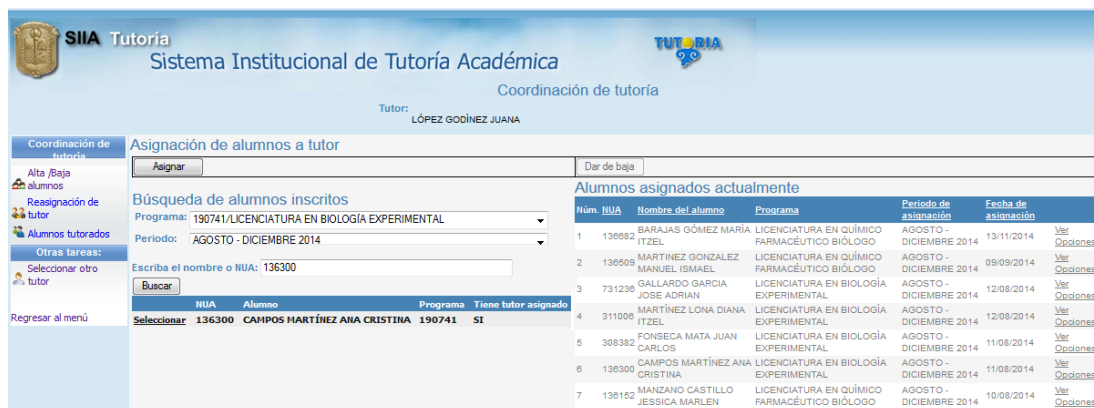 SIIA Tutoría
Sistema Institucional de Tutoría Académica
TUTORIA
Coordinación de tutoría
Tutor:
LÓPEZ GODÍNEZ JUANA
Coordinación de
tutoría
Alta /Baja
alumnos
Reasignación de
tutor
Alumnos tutorados
Otras tareas:
Seleccionar otro
tutor
Regresar al menú
Asignación de alumnos a tutor
Asignar
Búsqueda de alumnos inscritos
Programa: 190741/LICENCIATURA EN BIOLOGÍA EXPERIMENTAL
Periodo: AGOSTO - DICIEMBRE 2014
Escriba el nombre o NUA: 136300
Buscar
NUA Alumno Programa Tiene tutor asignado
Seleccionar 136300 CAMPOS MARTÍNEZ ANA CRISTINA 190741 SI
Dar de baja
Alumnos asignados actualmente
Núm. NUA Nombre del alumno Programa Periodo de asignación Fecha de asignación
1 136682 BARAJAS GÓMEZ MARÍA ITZEL LICENCIATURA EN QUÍMICO FARMACÉUTICO BIÓLOGO AGOSTO - DICIEMBRE 2014 13/11/2014 Ver Opciones
2 136509 MARTINEZ GONZALEZ MANUEL ISMAEL LICENCIATURA EN QUÍMICO FARMACÉUTICO BIÓLOGO AGOSTO - DICIEMBRE 2014 09/09/2014 Ver Opciones
3 731236 GALLARDO GARCIA JOSE ADRIAN LICENCIATURA EN BIOLOGÍA EXPERIMENTAL AGOSTO - DICIEMBRE 2014 12/08/2014 Ver Opciones
4 311006 MARTÍNEZ LONA DIANA ITZEL LICENCIATURA EN BIOLOGÍA EXPERIMENTAL AGOSTO - DICIEMBRE 2014 12/08/2014 Ver Opciones
5 308382 FONSECA MATA JUAN CARLOS LICENCIATURA EN BIOLOGÍA EXPERIMENTAL AGOSTO - DICIEMBRE 2014 11/08/2014 Ver Opciones
6 136300 CAMPOS MARTÍNEZ ANA CRISTINA LICENCIATURA EN BIOLOGÍA EXPERIMENTAL AGOSTO - DICIEMBRE 2014 11/08/2014 Ver Opciones
7 136152 MANZANO CASTILLO JESSICA MARLEN LICENCIATURA EN QUÍMICO FARMACÉUTICO BIÓLOGO AGOSTO - DICIEMBRE 2014 10/08/2014 Ver Opciones